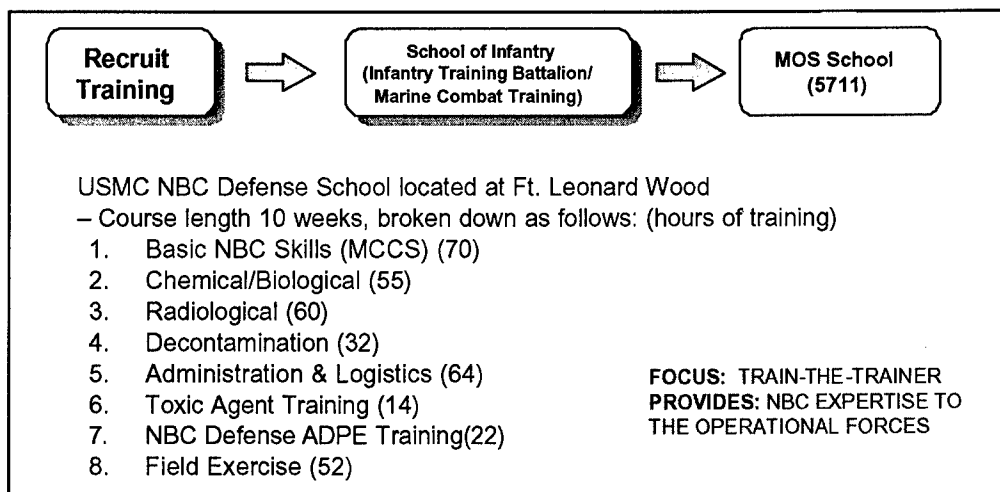 Recruit
Training
School of Infantry
(Infantry Training Battalion/
Marine Combat Training)
MOS School
(5711)
USMC NBC Defense School located at Ft. Leonard Wood
– Course length 10 weeks, broken down as follows: (hours of training)
1. Basic NBC Skills (MCCS) (70)
2. Chemical/Biological (55)
3. Radiological (60)
4. Decontamination (32)
5. Administration & Logistics (64)
6. Toxic Agent Training (14)
7. NBC Defense ADPE Training(22)
8. Field Exercise (52)
FOCUS: TRAIN-THE-TRAINER
PROVIDES: NBC EXPERTISE TO
THE OPERATIONAL FORCES